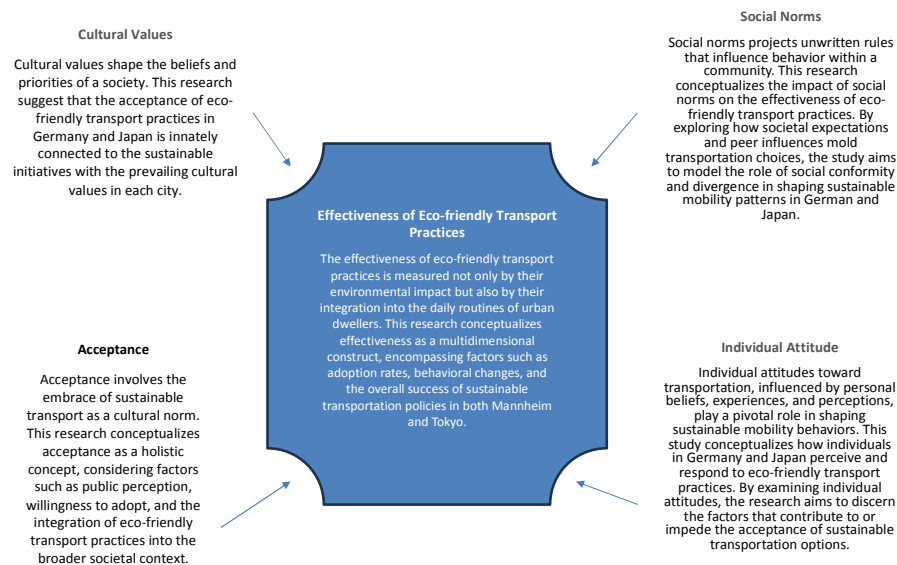 Cultural Values
Cultural values shape the beliefs and
priorities of a society. This research
suggest that the acceptance of eco-
friendly transport practices in
Germany and Japan is innately
connected to the sustainable
initiatives with the prevailing cultural
values in each city.
Social Norms
Social norms projects unwritten rules
that influence behavior within a
community. This research
conceptualizes the impact of social
norms on the effectiveness of eco-
friendly transport practices. By
exploring how societal expectations
and peer influences mold
transportation choices, the study aims
to model the role of social conformity
and divergence in shaping sustainable
mobility patterns in German and
Japan.
Effectiveness of Eco-friendly Transport
Practices
The effectiveness of eco-friendly transport
practices is measured not only by their
environmental impact but also by their
integration into the daily routines of urban
dwellers. This research conceptualizes
effectiveness as a multidimensional
construct, encompassing factors such as
adoption rates, behavioral changes, and
the overall success of sustainable
transportation policies in both Mannheim
and Tokyo.
Acceptance
Acceptance involves the
embrace of sustainable
transport as a cultural norm.
This research conceptualizes
acceptance as a holistic
concept, considering factors
such as public perception,
willingness to adopt, and the
integration of eco-friendly
transport practices into the
broader societal context.
Individual Attitude
Individual attitudes toward
transportation, influenced by personal
beliefs, experiences, and perceptions,
play a pivotal role in shaping
sustainable mobility behaviors. This
study conceptualizes how individuals
in Germany and Japan perceive and
respond to eco-friendly transport
practices. By examining individual
attitudes, the research aims to discern
the factors that contribute to or
impede the acceptance of sustainable
transportation options.